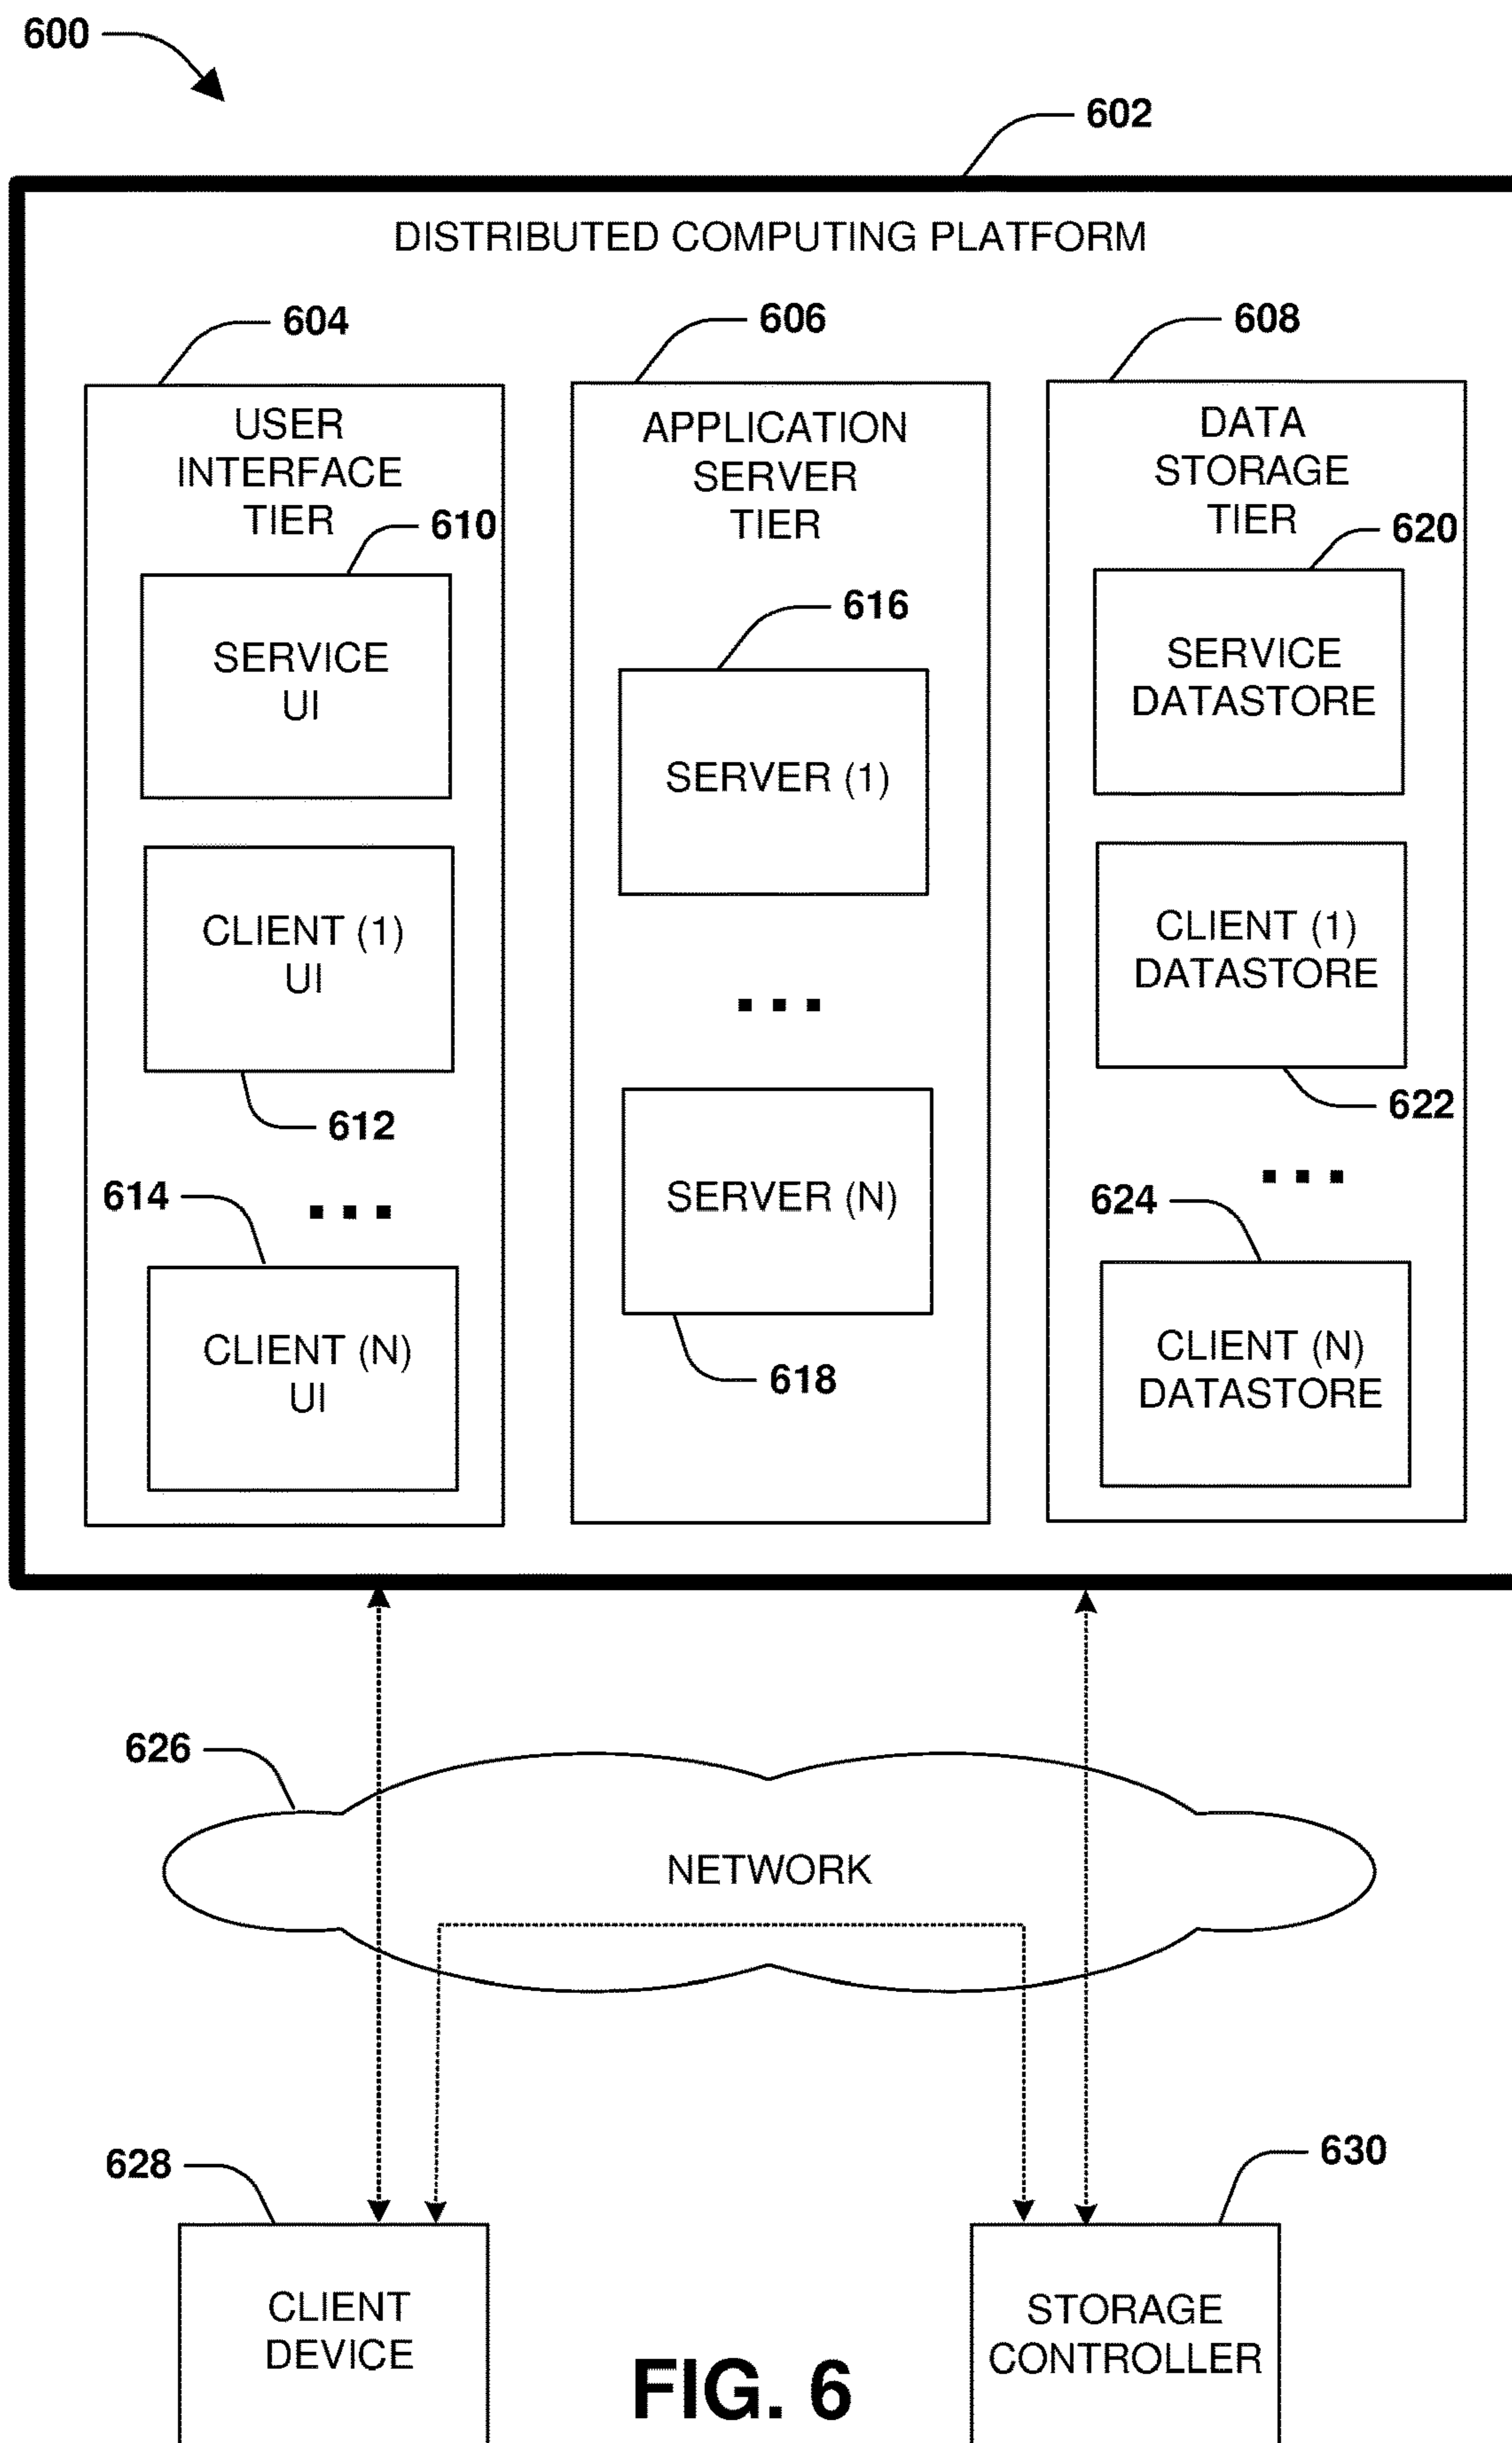 600
602
DISTRIBUTED COMPUTING PLATFORM
604
606
608
USER
INTERFACE
TIER
610
SERVICE
UI
CLIENT (1)
UI
612
614
CLIENT (N)
UI
APPLICATION
SERVER
TIER
616
SERVER (1)
SERVER (N)
618
DATA
STORAGE
TIER
620
SERVICE
DATASTORE
CLIENT (1)
DATASTORE
622
624
CLIENT (N)
DATASTORE
626
NETWORK
628
630
CLIENT
DEVICE
STORAGE
CONTROLLER
FIG. 6